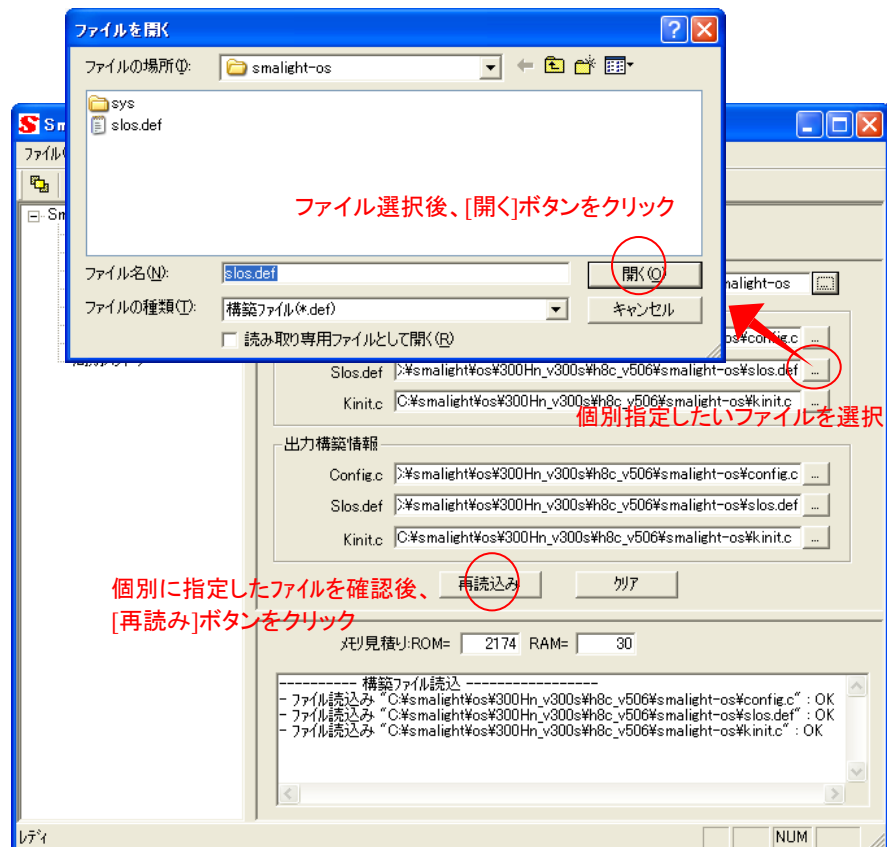 ファイルを開く
ファイルの場所(I):
smalight-os
sys
slos.def
ファイル選択後、[開く]ボタンをクリック
ファイル名(N):
slos.def
開く(O)
ファイルの種類(T):
構築ファイル(*.def)
キャンセル
読み取り専用ファイルとして開く(R)
S Sm
ファイル(
Sm
malight-os
...
os¥config.c
...
Slos.def
:¥smalight¥os¥300Hn_v300s¥h8c_v506¥smalight-os¥slos.def
...
Kinit.c
C:¥smalight¥os¥300Hn_v300s¥h8c_v506¥smalight-os¥kinit.c
...
個別指定したいファイルを選択
出力構築情報
Config.c
:¥smalight¥os¥300Hn_v300s¥h8c_v506¥smalight-os¥config.c
...
Slos.def
:¥smalight¥os¥300Hn_v300s¥h8c_v506¥smalight-os¥slos.def
...
Kinit.c
C:¥smalight¥os¥300Hn_v300s¥h8c_v506¥smalight-os¥kinit.c
...
再読込み
クリア
個別に指定したファイルを確認後、
[再読み]ボタンをクリック
メモリ見積り:ROM= 2174 RAM= 30
---------- 構築ファイル読込 -----------------
- ファイル読込み “C:¥smalight¥os¥300Hn_v300s¥h8c_v506¥smalight-os¥config.c” : OK
- ファイル読込み “C:¥smalight¥os¥300Hn_v300s¥h8c_v506¥smalight-os¥slos.def” : OK
- ファイル読込み “C:¥smalight¥os¥300Hn_v300s¥h8c_v506¥smalight-os¥kinit.c” : OK
レディ
NUM